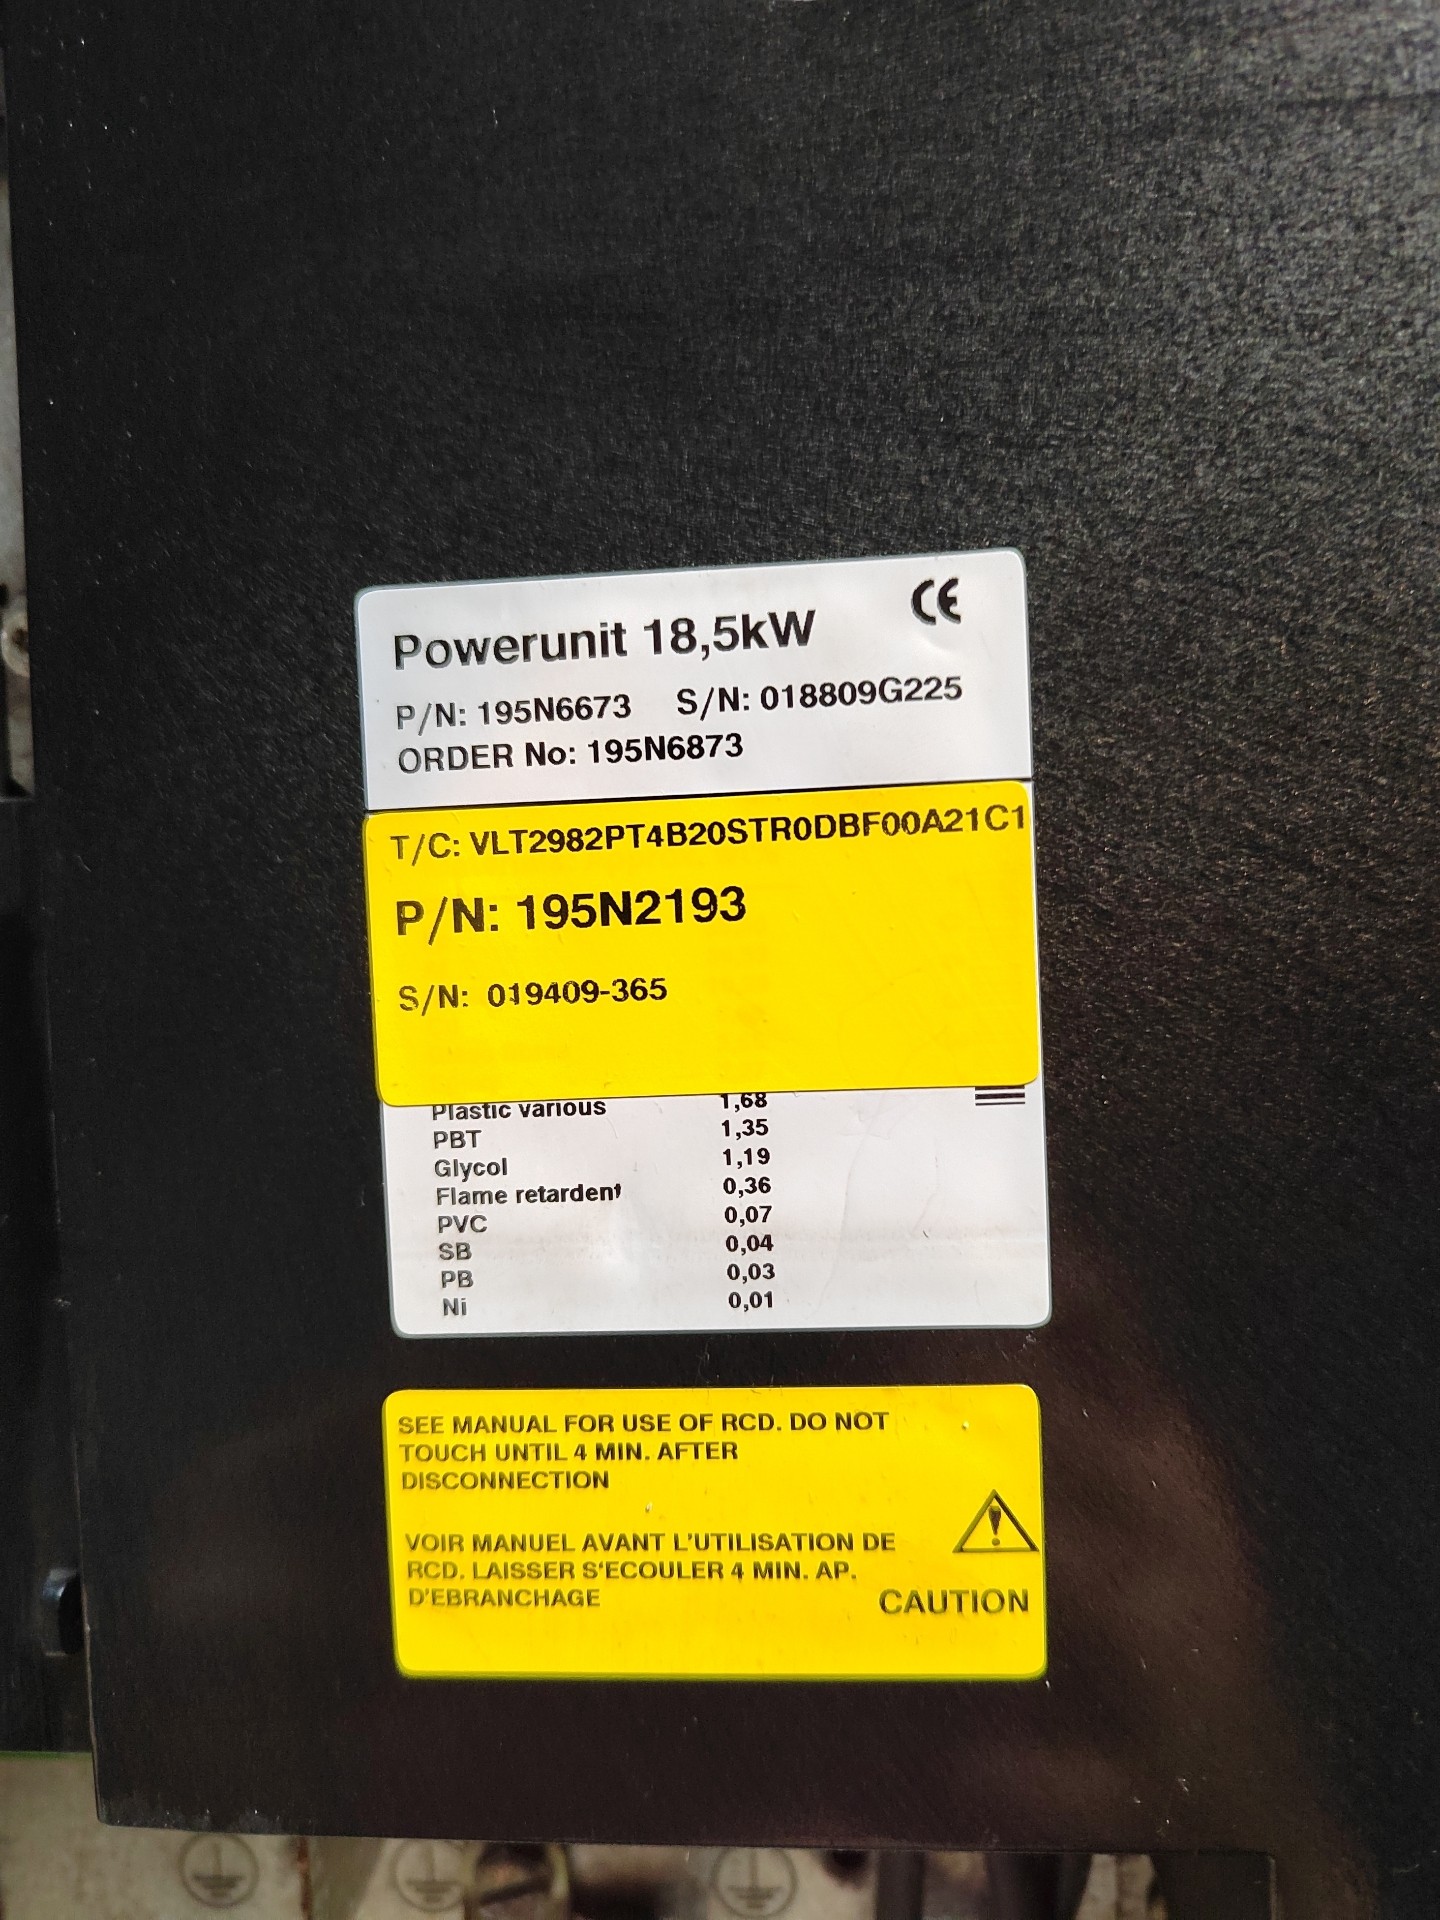 CE
Powerunit 18,5kW
P/N: 195N6673 S/N: 018809G225
ORDER No: 195N6873
T/C: VLT2982PT4B20STR0DBF00A21C1
P/N: 195N2193
S/N: 019409-365
Plastic various 1,68
PBT 1,35
Glycol 1,19
Flame retardent 0,36
PVC 0,07
SB 0,04
PB 0,03
Ni 0,01
SEE MANUAL FOR USE OF RCD. DO NOT
TOUCH UNTIL 4 MIN. AFTER
DISCONNECTION
VOIR MANUEL AVANT L'UTILISATION DE
RCD. LAISSER S'ECOULER 4 MIN. AP.
D'EBRANCHAGE
CAUTION